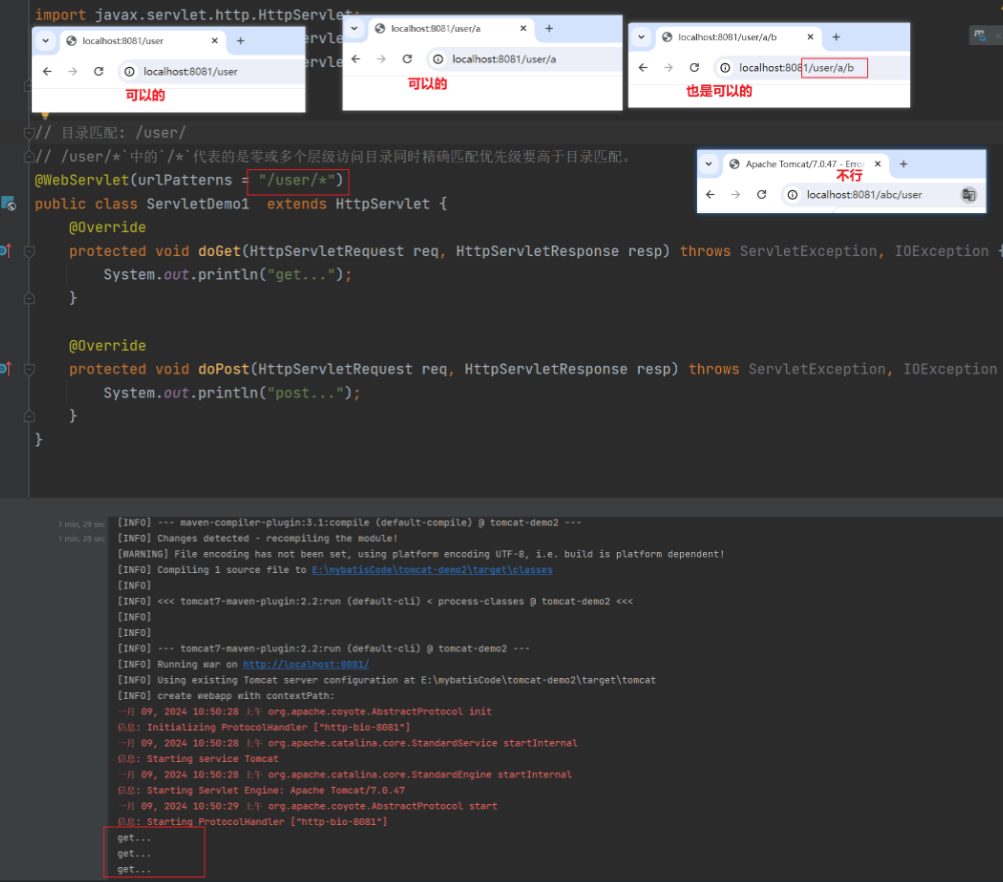 import javax.servlet.http.HttpServlet;
localhost:8081/user
localhost:8081/user
可以的
localhost:8081/user/a
localhost:8081/user/a
可以的
localhost:8081/user/a/b
localhost:8081/user/a/b
也是可以的
// 目录匹配: /user/
// /user/*`中的`/*`代表的是零或多个层级访问目录同时精确匹配优先级要高于目录匹配。
Apache Tomcat/7.0.47 - Error
不行
localhost:8081/abc/user
@WebServlet(urlPatterns = "/user/*")
public class ServletDemo1  extends HttpServlet {
@Override
protected void doGet(HttpServletRequest req, HttpServletResponse resp) throws ServletException, IOException {
System.out.println("get...");
}
@Override
protected void doPost(HttpServletRequest req, HttpServletResponse resp) throws ServletException, IOException
System.out.println("post...");
}
}
1 min, 29 sec
1 min, 28 sec
[INFO] --- maven-compiler-plugin:3.1:compile (default-compile) @ tomcat-demo2 ---
[INFO] Changes detected - recompiling the module!
[WARNING] File encoding has not been set, using platform encoding UTF-8, i.e. build is platform dependent!
[INFO] Compiling 1 source file to E:\mybatisCode\tomcat-demo2\target\classes
[INFO]
[INFO] <<< tomcat7-maven-plugin:2.2:run (default-cli) < process-classes @ tomcat-demo2 <<<
[INFO]
[INFO]
[INFO] --- tomcat7-maven-plugin:2.2:run (default-cli) @ tomcat-demo2 ---
[INFO] Running war on http://localhost:8081/
[INFO] Using existing Tomcat server configuration at E:\mybatisCode\tomcat-demo2\target\tomcat
[INFO] create webapp with contextPath:
一月 09, 2024 10:50:28 上午 org.apache.coyote.AbstractProtocol init
信息: Initializing ProtocolHandler ["http-bio-8081"]
一月 09, 2024 10:50:28 上午 org.apache.catalina.core.StandardService startInternal
信息: Starting service Tomcat
一月 09, 2024 10:50:28 上午 org.apache.catalina.core.StandardEngine startInternal
信息: Starting Servlet Engine: Apache Tomcat/7.0.47
一月 09, 2024 10:50:29 上午 org.apache.coyote.AbstractProtocol start
信息: Starting ProtocolHandler ["http-bio-8081"]
get...
get...
get...